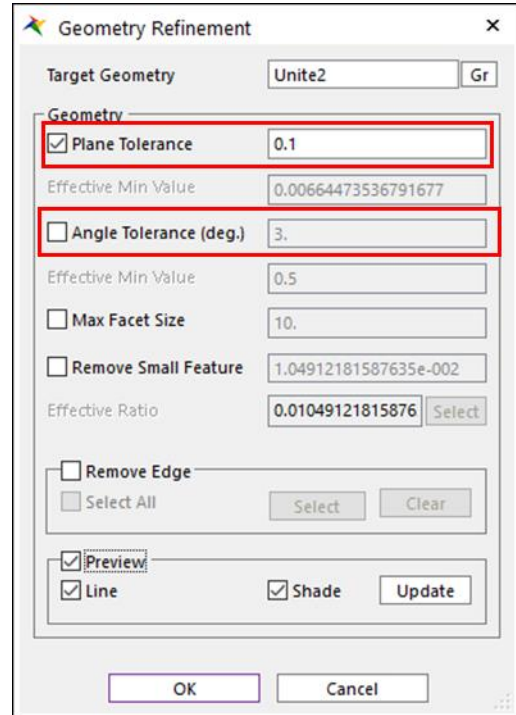 Geometry Refinement
Target Geometry Unite2 Gr
Geometry
Plane Tolerance 0.1
Effective Min Value 0.00664473536791677
Angle Tolerance (deg.) 3.
Effective Min Value 0.5
Max Facet Size 10.
Remove Small Feature 1.04912181587635e-002
Effective Ratio 0.01049121815876 Select
Remove Edge
Select All Select Clear
Preview
Line Shade Update
OK Cancel